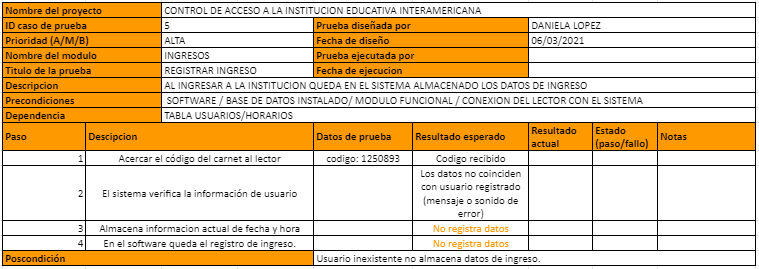 Nombre del proyecto CONTROL DE ACCESO A LA INSTITUCION EDUCATIVA INTERAMERICANA
ID caso de prueba 5 Prueba diseñada por DANIELA LOPEZ
Prioridad (A/M/B) ALTA Fecha de diseño 06/03/2021
Nombre del modulo INGRESOS Prueba ejecutada por
Titulo de la prueba REGISTRAR INGRESO Fecha de ejecucion
Descripcion AL INGRESAR A LA INSTITUCION QUEDA EN EL SISTEMA ALMACENADO LOS DATOS DE INGRESO
Precondiciones SOFTWARE / BASE DE DATOS INSTALADO/ MODULO FUNCIONAL / CONEXION DEL LECTOR CON EL SISTEMA
Dependencia TABLA USUARIOS/HORARIOS
Paso Descipcion Datos de prueba Resultado esperado Resultado actual Estado (paso/fallo) Notas
1 Acercar el código del carnet al lector codigo: 1250893 Codigo recibido
2 El sistema verifica la información de usuario Los datos no coinciden
con usuario registrado
(mensaje o sonido de
error)
3 Almacena informacion actual de fecha y hora No registra datos
4 En el software queda el registro de ingreso. No registra datos
Poscondición Usuario inexistente no almacena datos de ingreso.